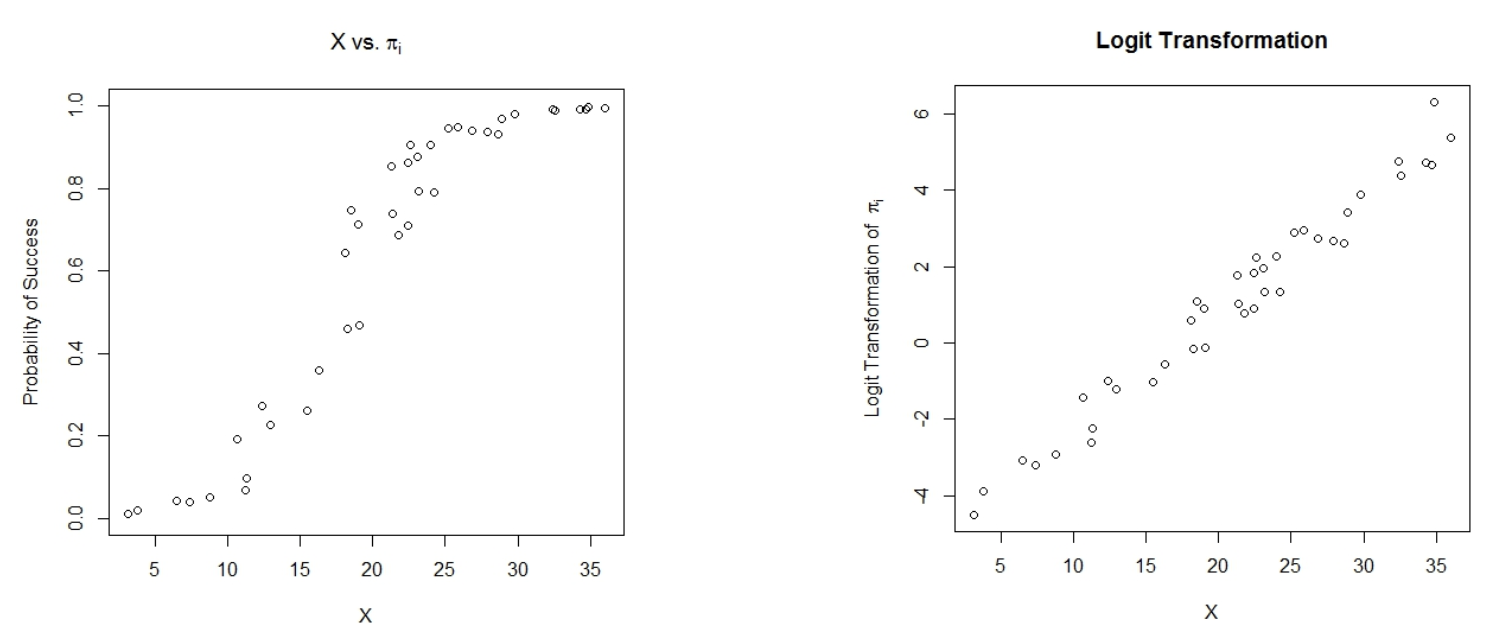 X vs. πi
Probability of Success
0.0 0.2 0.4 0.6 0.8 1.0
5 10 15 20 25 30 35
X
Logit Transformation
Logit Transformation of πi
-4 -2 0 2 4 6
5 10 15 20 25 30 35
X